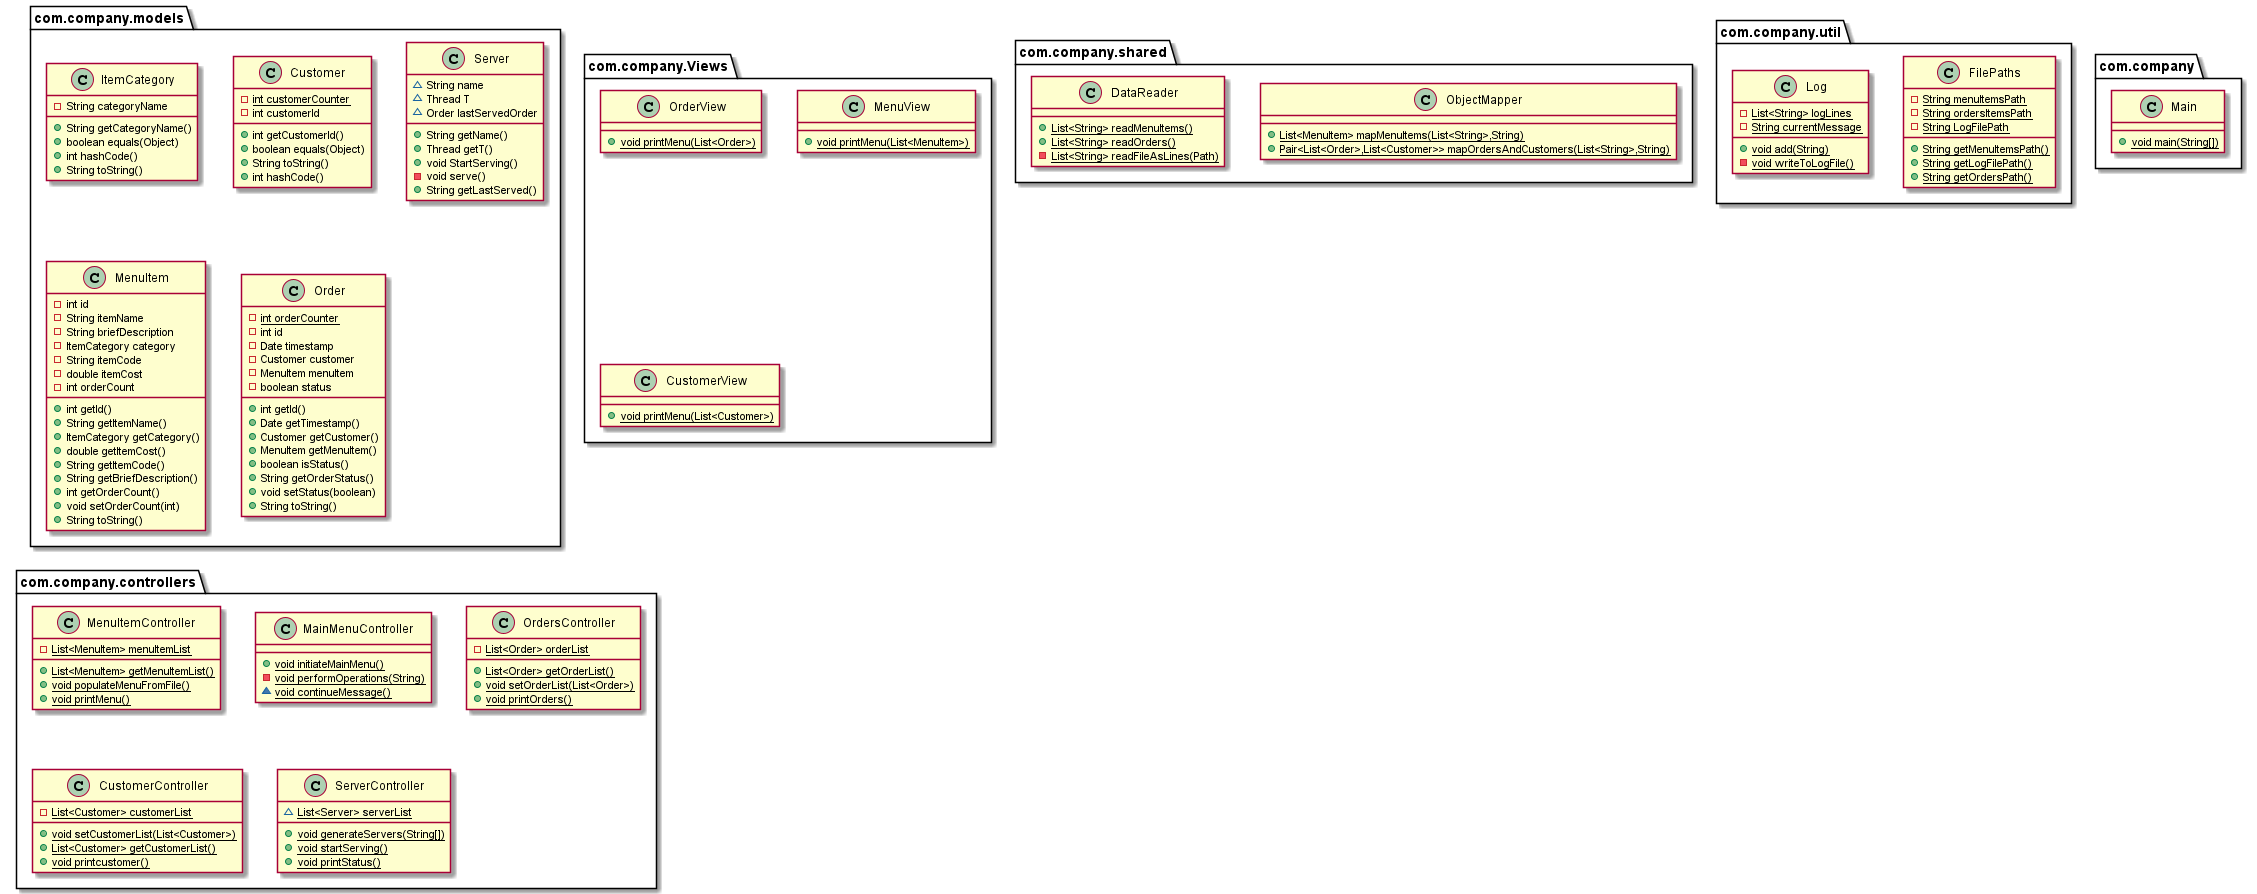 com.company.models
C ItemCategory
String categoryName
String getCategoryName()
boolean equals(Object)
int hashCode()
String toString()
C Customer
int customerCounter
int customerId
int getCustomerId()
boolean equals(Object)
String toString()
int hashCode()
C Server
String name
Thread T
Order lastServedOrder
String getName()
Thread getT()
void StartServing()
void serve()
String getLastServed()
C MenuItem
int id
String itemName
String briefDescription
ItemCategory category
String itemCode
double itemCost
int orderCount
int getId()
String getItemName()
ItemCategory getCategory()
double getItemCost()
String getItemCode()
String getBriefDescription()
int getOrderCount()
void setOrderCount(int)
String toString()
C Order
int orderCounter
int id
Date timestamp
Customer customer
MenuItem menuItem
boolean status
int getId()
Date getTimestamp()
Customer getCustomer()
MenuItem getMenuItem()
boolean isStatus()
String getOrderStatus()
void setStatus(boolean)
String toString()
com.company.Views
C OrderView
void printMenu(List<Order>)
C MenuView
void printMenu(List<MenuItem>)
C CustomerView
void printMenu(List<Customer>)
com.company.shared
C DataReader
List<String> readMenuItems()
List<String> readOrders()
List<String> readFileAsLines(Path)
C ObjectMapper
List<MenuItem> mapMenuItems(List<String>,String)
Pair<List<Order>,List<Customer>> mapOrdersAndCustomers(List<String>,String)
com.company.util
C Log
List<String> logLines
String currentMessage
void add(String)
void writeToLogFile()
C FilePaths
String menuItemsPath
String ordersItemsPath
String LogFilePath
String getMenuItemsPath()
String getLogFilePath()
String getOrdersPath()
com.company
C Main
void main(String[])
com.company.controllers
C MenuItemController
List<MenuItem> menuItemList
List<MenuItem> getMenuItemList()
void populateMenuFromFile()
void printMenu()
C MainMenuController
void initiateMainMenu()
void performOperations(String)
void continueMessage()
C OrdersController
List<Order> orderList
List<Order> getOrderList()
void setOrderList(List<Order>)
void printOrders()
C CustomerController
List<Customer> customerList
void setCustomerList(List<Customer>)
List<Customer> getCustomerList()
void printcustomer()
C ServerController
List<Server> serverList
void generateServers(String[])
void startServing()
void printStatus()